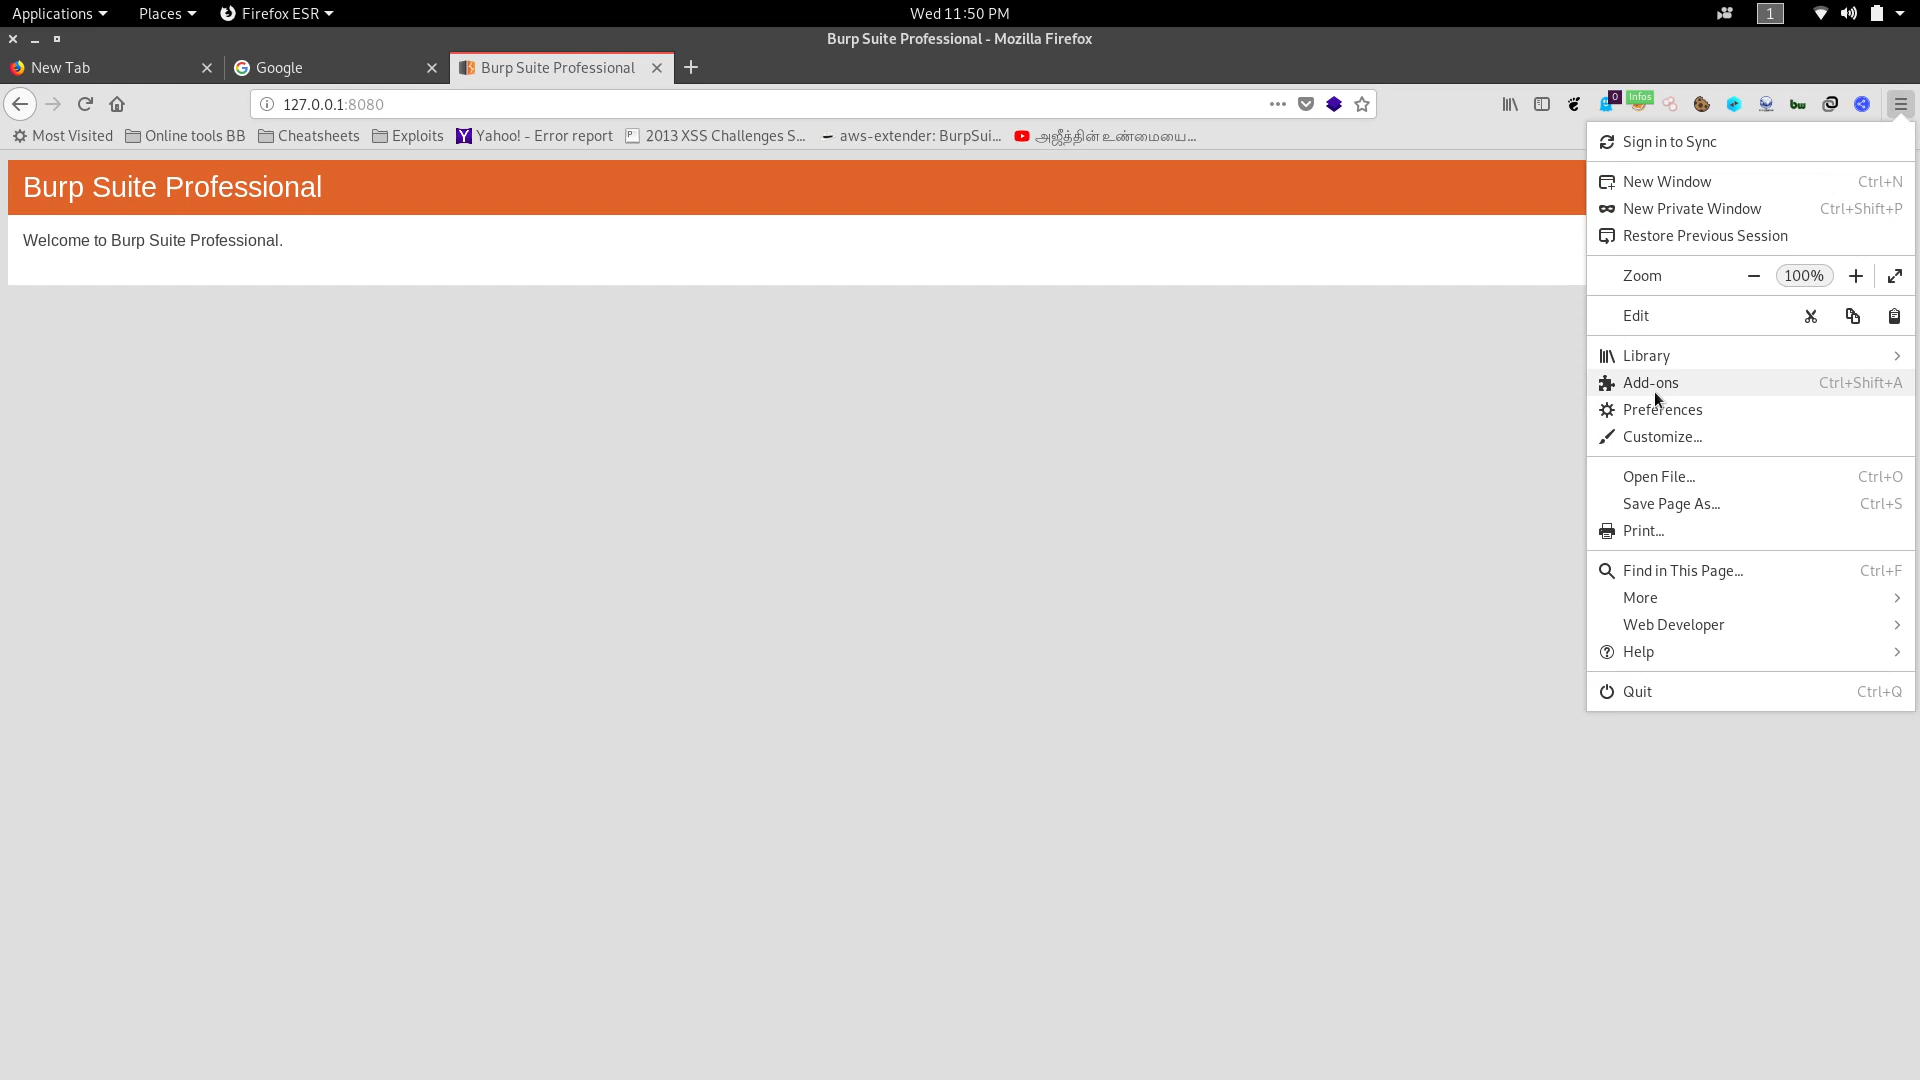 Applications Places Firefox ESR Wed 11:50 PM 1
Burp Suite Professional - Mozilla Firefox
New Tab Google Burp Suite Professional
127.0.0.1:8080 0 Infos bw
Most Visited Online tools BB Cheatsheets Exploits Yahoo! - Error report 2013 XSS Challenges S... aws-extender: BurpSui... அஜீத்தின் உண்மையை...
Burp Suite Professional
Welcome to Burp Suite Professional.
Sign in to Sync
New Window Ctrl+N
New Private Window Ctrl+Shift+P
Restore Previous Session
Zoom 100%
Edit
Library
Add-ons Ctrl+Shift+A
Preferences
Customize...
Open File... Ctrl+O
Save Page As... Ctrl+S
Print...
Find in This Page... Ctrl+F
More
Web Developer
Help
Quit Ctrl+Q